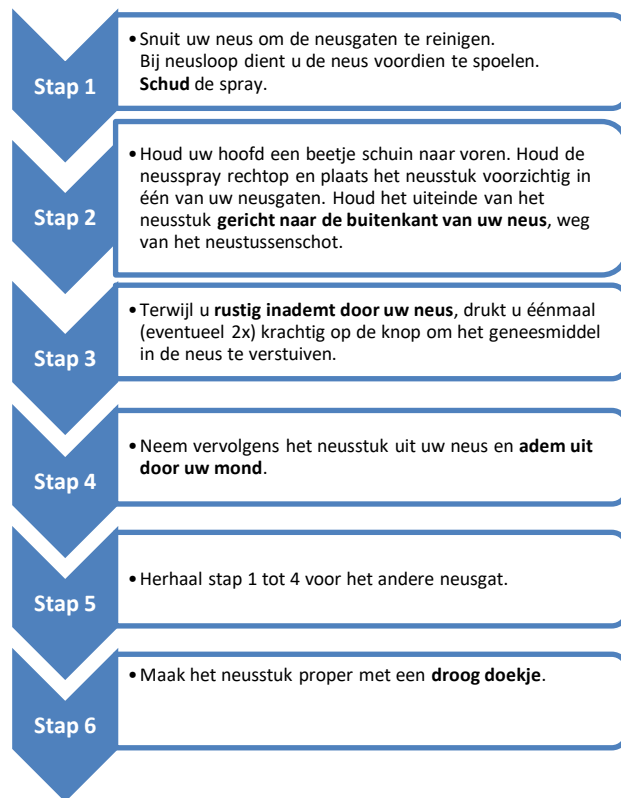 Stap 1
• Snuit uw neus om de neusgaten te reinigen.
Bij neusloop dient u de neus voordien te spoelen.
Schud de spray.
Stap 2
• Houd uw hoofd een beetje schuin naar voren. Houd de
neusspray rechtop en plaats het neusstuk voorzichtig in
één van uw neusgaten. Houd het uiteinde van het
neusstuk gericht naar de buitenkant van uw neus, weg
van het neustussenschot.
Stap 3
• Terwijl u rustig inademt door uw neus, drukt u éénmaal
(eventueel 2x) krachtig op de knop om het geneesmiddel
in de neus te verstuiven.
Stap 4
• Neem vervolgens het neusstuk uit uw neus en adem uit
door uw mond.
Stap 5
• Herhaal stap 1 tot 4 voor het andere neusgat.
Stap 6
• Maak het neusstuk proper met een droog doekje.